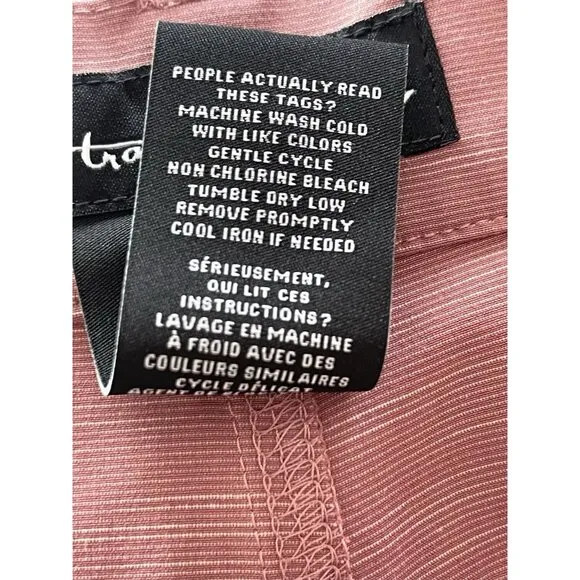 PEOPLE ACTUALLY READ
THESE TAGS?
MACHINE WASH COLD
WITH LIKE COLORS
GENTLE CYCLE
NON CHLORINE BLEACH
TUMBLE DRY LOW
REMOVE PROMPTLY
COOL IRON IF NEEDED
SÉRIEUSEMENT,
QUI LIT CES
INSTRUCTIONS?
LAVAGE EN MACHINE
À FROID AVEC DES
COULEURS SIMILAIRES
CYCLE DÉLICAT
AGENT DE